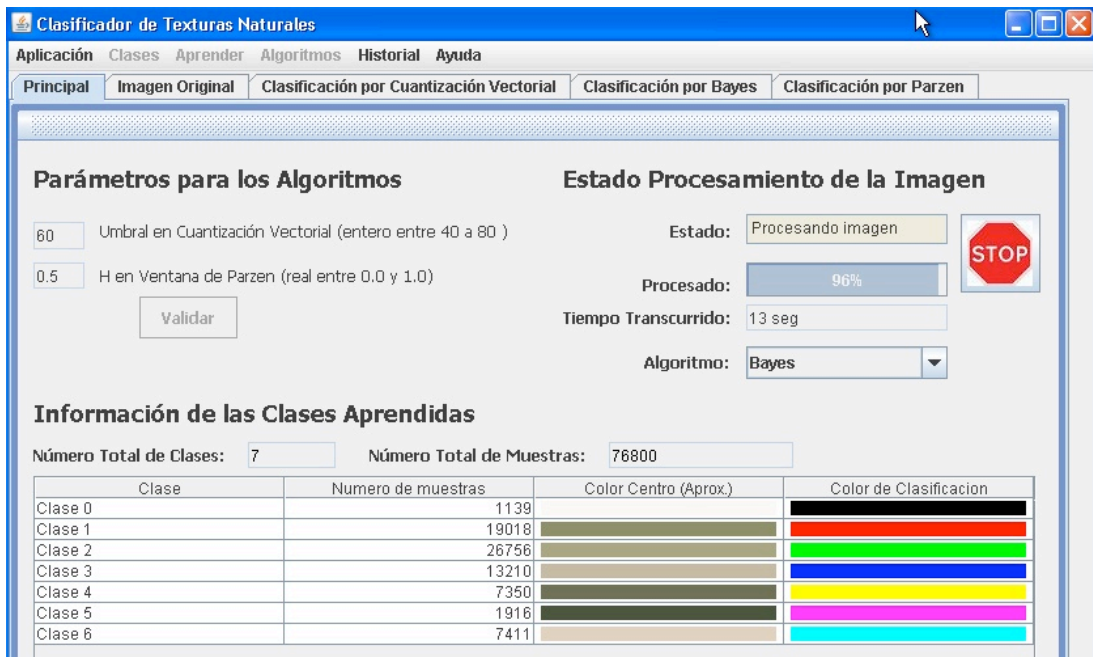 Clasificador de Texturas Naturales
Aplicación Clases Aprender Algoritmos Historial Ayuda
Principal Imagen Original Clasificación por Cuantización Vectorial Clasificación por Bayes Clasificación por Parzen
Parámetros para los Algoritmos
60 Umbral en Cuantización Vectorial (entero entre 40 a 80 )
0.5 H en Ventana de Parzen (real entre 0.0 y 1.0)
Validar
Estado Procesamiento de la Imagen
Estado: Procesando imagen
STOP
Procesado: 96%
Tiempo Transcurrido: 13 seg
Algoritmo: Bayes
Información de las Clases Aprendidas
Número Total de Clases: 7 Número Total de Muestras: 76800
Clase Numero de muestras Color Centro (Aprox.) Color de Clasificacion
Clase 0 1139
Clase 1 19018
Clase 2 26756
Clase 3 13210
Clase 4 7350
Clase 5 1916
Clase 6 7411